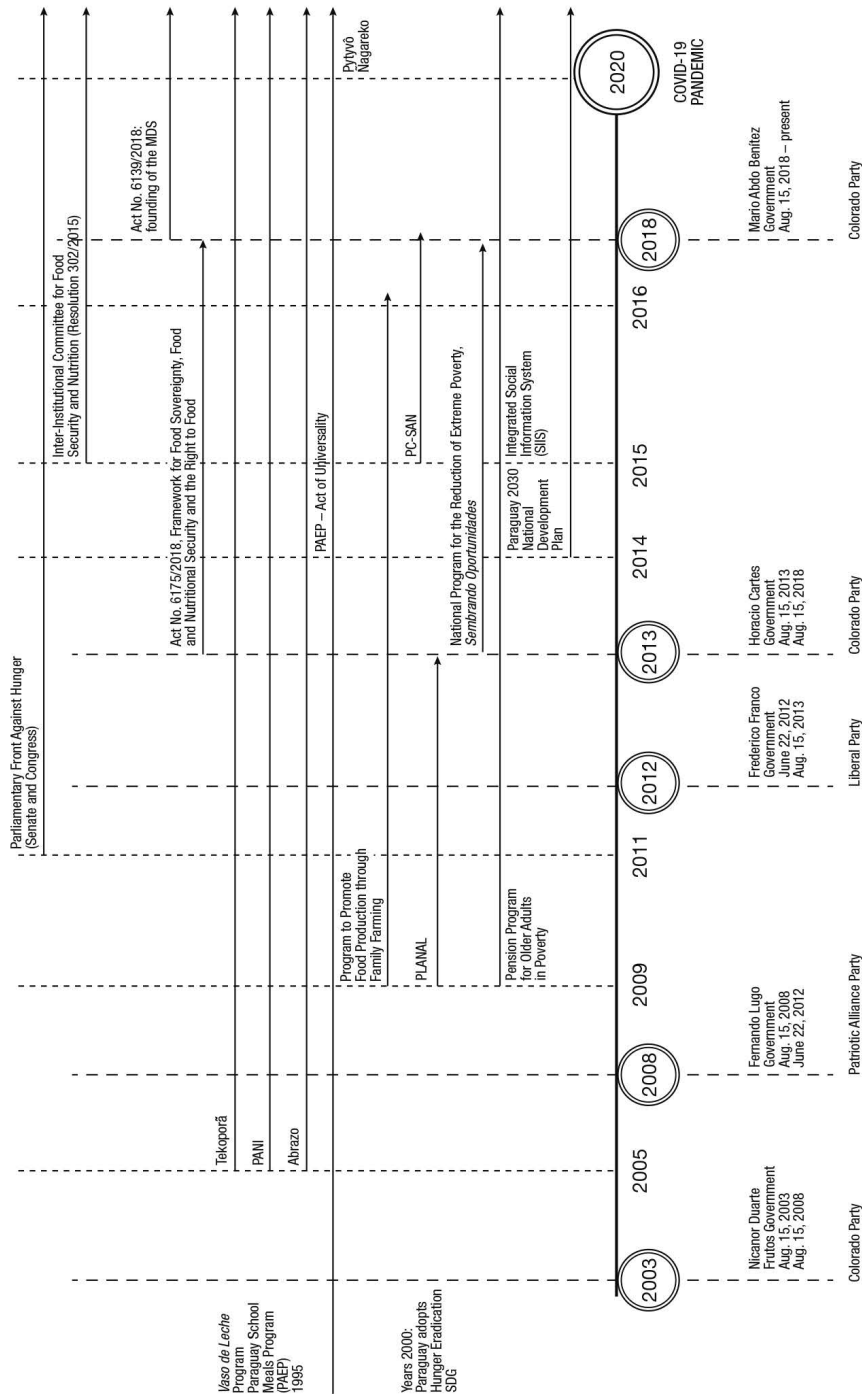 Vaso de Leche
Program
Paraguay School
Meals Program
(PAEP)
1995
Years 2000:
Paraguay adopts
Hunger Eradication
SDG
Parliamentary Front Against Hunger
(Senate and Congress)
Inter-Institutional Committee for Food
Security and Nutrition (Resolution 302/2015)
Act No. 6139/2018:
founding of the MDS
Act No. 6175/2018, Framework for Food Sovereignty, Food
and Nutritional Security and the Right to Food
Tekoporã
PANI
Abrazo
PAEP – Act of Universality
Pytyvõ
Nagareko
Program to Promote
Food Production through
Family Farming
PC-SAN
PLANAL
National Program for the Reduction of Extreme Poverty,
Sembrando Oportunidades
Pension Program
for Older Adults
in Poverty
Paraguay 2030
National
Development
Plan
Integrated Social
Information System
(SIIS)
2003
2005
2008
2009
2011
2012
2013
2014
2015
2016
2018
2020
COVID-19
PANDEMIC
Nicanor Duarte
Frutos Government
Aug. 15, 2003
Aug. 15, 2008
Fernando Lugo
Government
Aug. 15, 2008
June 22, 2012
Frederico Franco
Government
June 22, 2012
Aug. 15, 2013
Horacio Cartes
Government
Aug. 15, 2013
Aug. 15, 2018
Mario Abdo Benítez
Government
Aug. 15, 2018 – present
Colorado Party
Patriotic Alliance Party
Liberal Party
Colorado Party
Colorado Party